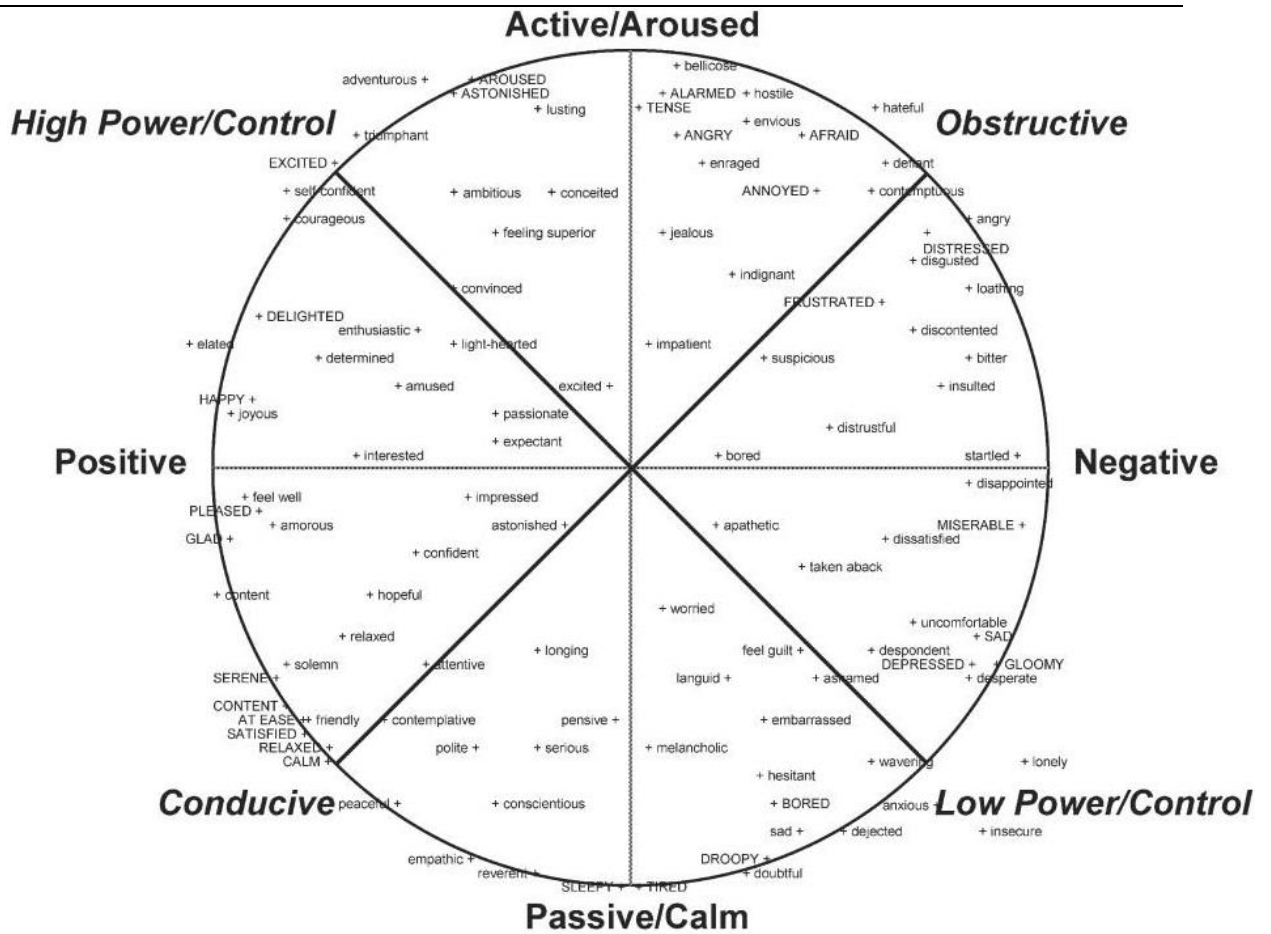 Active/Aroused
+ bellicose
adventurous + + AROUSED
+ ASTONISHED + ALARMED + hostile
+ lusting + TENSE + hateful
High Power/Control + envious Obstructive
+ triumphant + ANGRY + AFRAID
EXCITED + + enraged + defiant
+ self-confident + ambitious + conceited ANNOYED + + contemptuous
+ courageous + angry
+ feeling superior + jealous +
DISTRESSED
+ disgusted
+ indignant
+ convinced + loathing
FRUSTRATED +
+ DELIGHTED
enthusiastic + + discontented
+ elated + light-hearted + impatient
+ determined + suspicious + bitter
+ amused excited + + insulted
HAPPY +
+ joyous + passionate
+ distrustful
+ expectant
+ interested + bored startled +
Positive Negative
+ disappointed
+ feel well + impressed
PLEASED +
+ amorous astonished + + apathetic MISERABLE +
GLAD + + dissatisfied
+ confident
+ taken aback
+ content + hopeful
+ worried
+ uncomfortable
+ relaxed + SAD
+ longing feel guilt + + despondent
+ solemn + attentive DEPRESSED + + GLOOMY
SERENE + languid + + ashamed + desperate
CONTENT +
AT EASE ++ friendly + contemplative pensive + + embarrassed
SATISFIED +
RELAXED + polite + + serious + melancholic
CALM + + wavering + lonely
+ hesitant
Conducive peaceful + + conscientious + BORED anxious + Low Power/Control
sad + + dejected + insecure
empathic + DROOPY +
reverent + + doubtful
SLEEPY + + TIRED
Passive/Calm